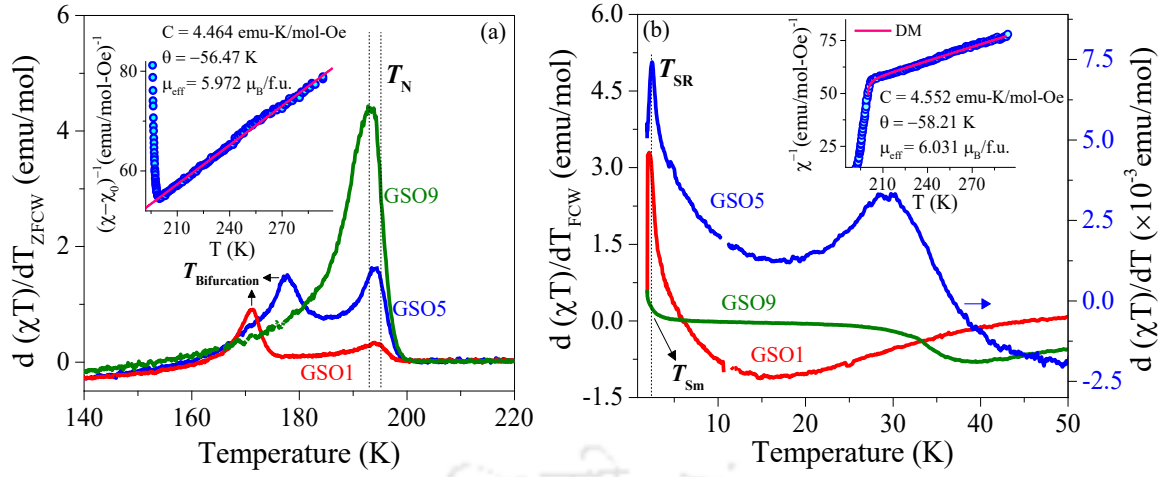 (a)
C = 4.464 emu-K/mol-Oe
θ = −56.47 K
μeff = 5.972 μB/f.u.
(χ−χ0)−1(emu/mol-Oe)−1
80
60
210 240 270
T (K)
TN
GSO9
TBifurcation
GSO5
GSO1
d (χT)/dTZFCW (emu/mol)
6
4
2
0
140 160 180 200 220
Temperature (K)
(b)
DM
χ−1(emu/mol-Oe)−1
75
50
25
C = 4.552 emu-K/mol-Oe
θ = −58.21 K
μeff = 6.031 μB/f.u.
210 240 270
T (K)
TSR
GSO5
GSO9
GSO1
TSm
d (χT)/dTFCW (emu/mol)
6.0
4.5
3.0
1.5
0.0
-1.5
10 20 30 40 50
Temperature (K)
7.5
5.0
2.5
0.0
-2.5
d (χT)/dT (×10-3 emu/mol)